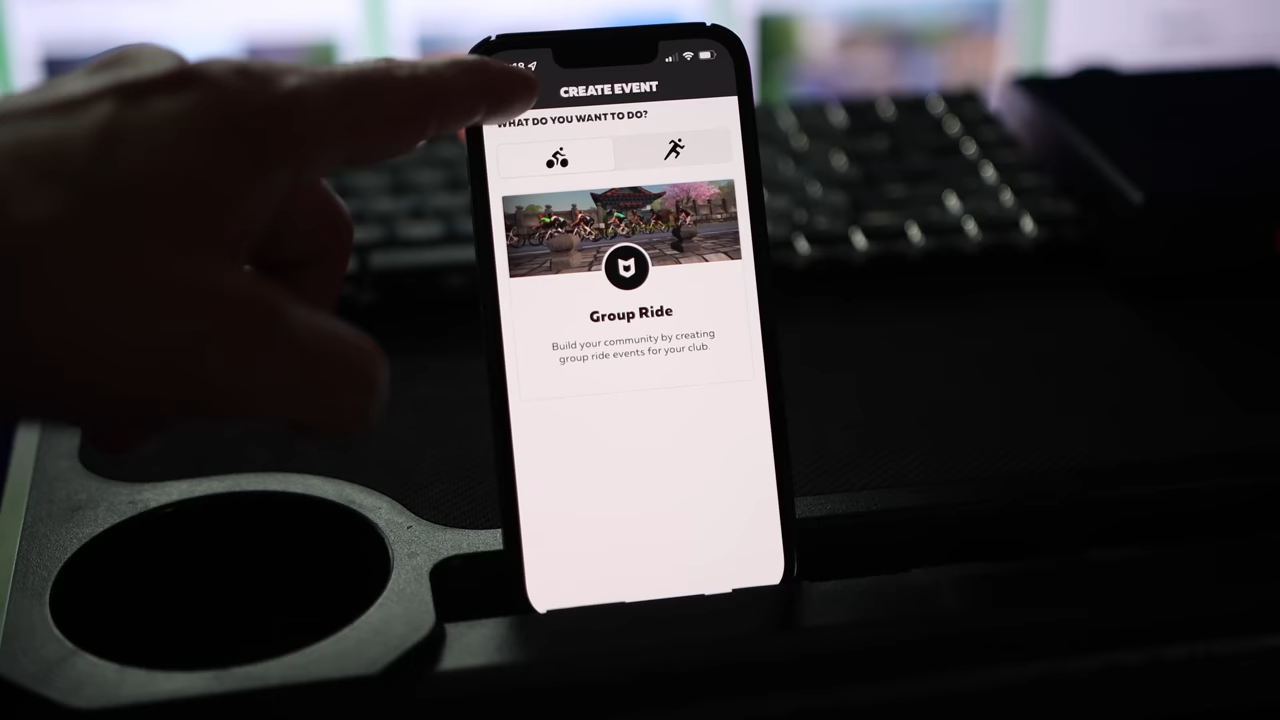 CREATE EVENT
WHAT DO YOU WANT TO DO?
Group Ride
Build your community by creating
group ride events for your club.